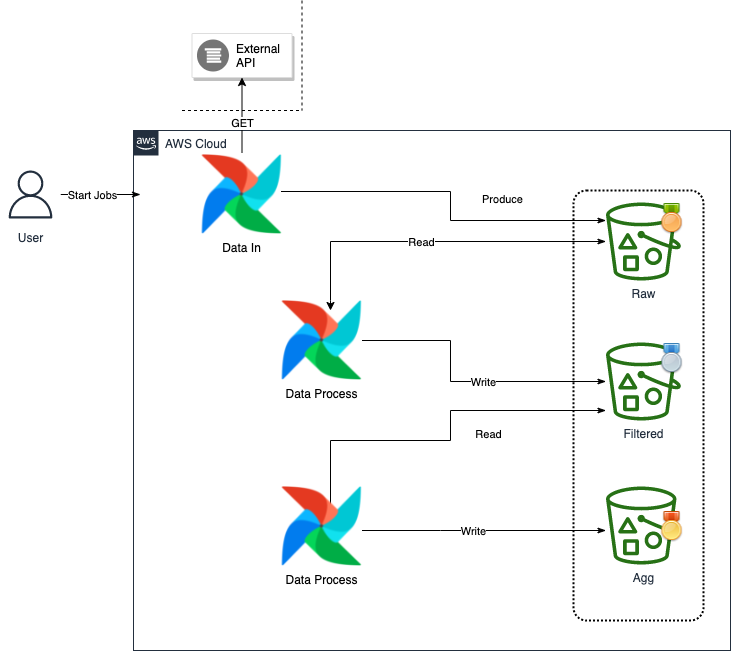 External
API
GET
aws
AWS Cloud
Start Jobs
User
Data In
Produce
Read
Raw
Data Process
Write
Read
Filtered
Data Process
Write
Agg